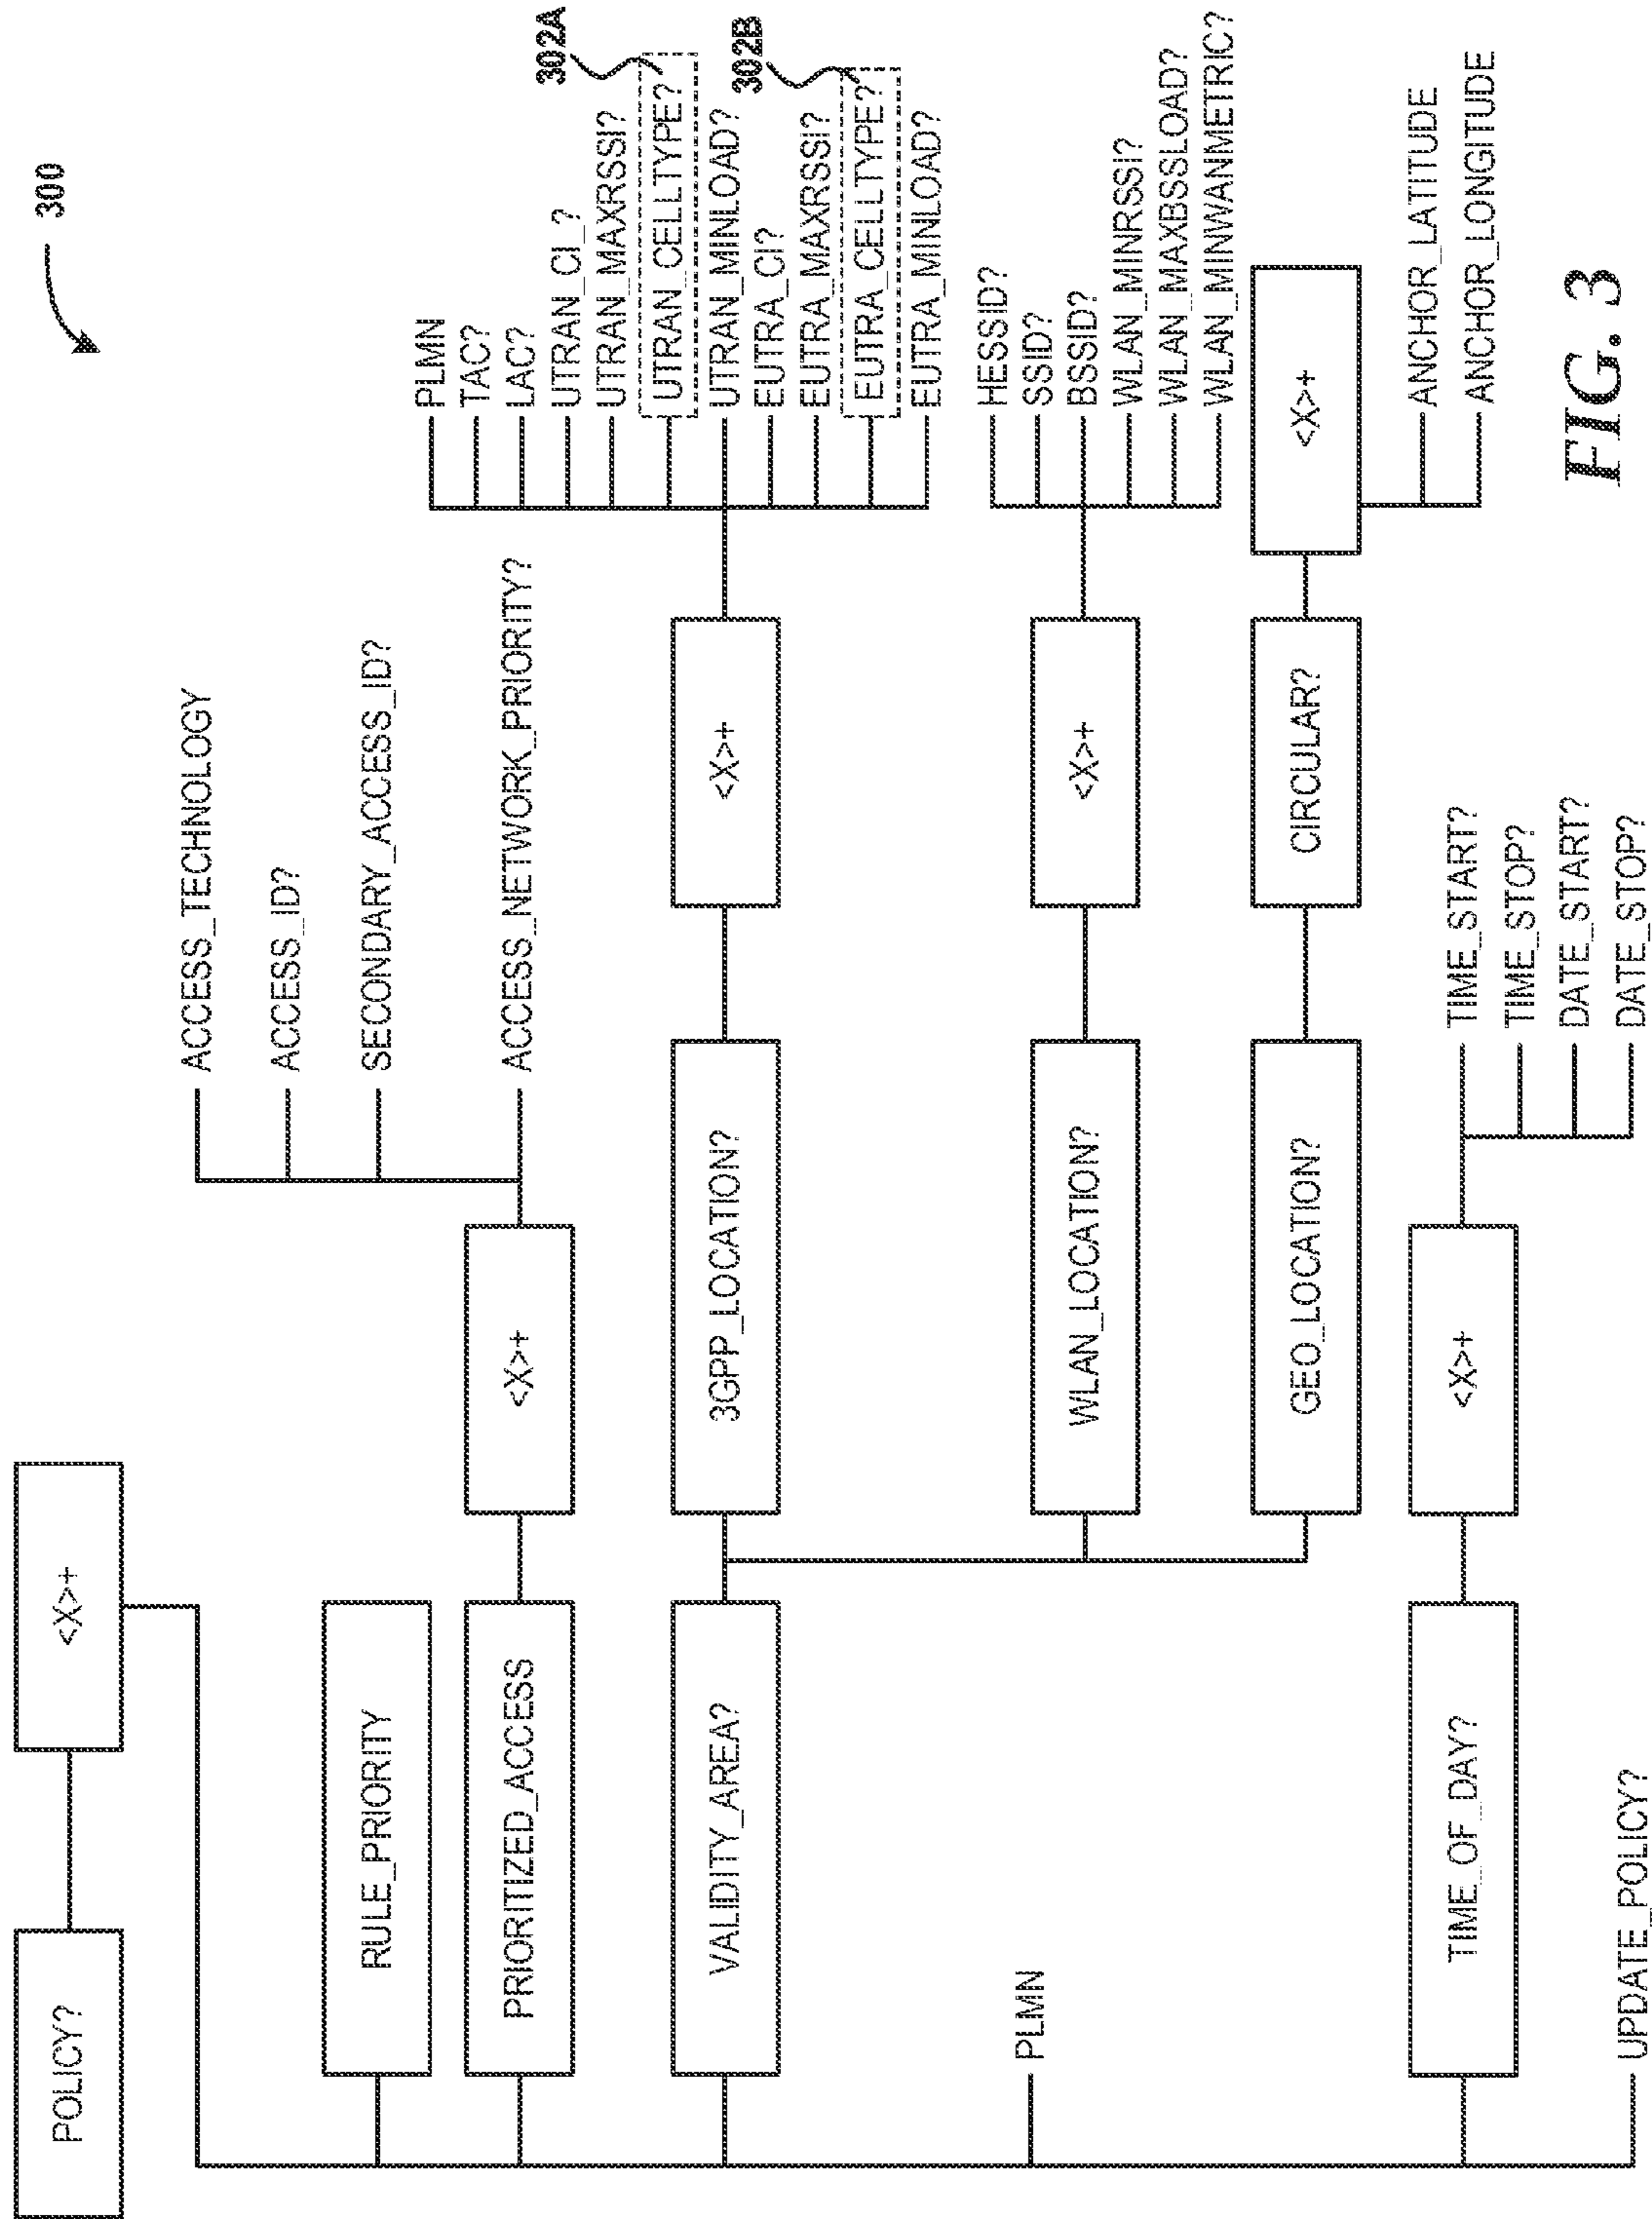 300
POLICY?
<X>+
RULE_PRIORITY
PRIORITIZED_ACCESS
<X>+
ACCESS_TECHNOLOGY
ACCESS_ID?
SECONDARY_ACCESS_ID?
ACCESS_NETWORK_PRIORITY?
VALIDITY_AREA?
3GPP_LOCATION?
<X>+
PLMN
TAC?
LAC?
UTRAN_CI_?
UTRAN_MAXRSSI?
UTRAN_CELLTYPE?
302A
UTRAN_MINLOAD?
EUTRA_CI?
EUTRA_MAXRSSI?
EUTRA_CELLTYPE?
302B
EUTRA_MINLOAD?
WLAN_LOCATION?
<X>+
HESSID?
SSID?
BSSID?
WLAN_MINRSSI?
WLAN_MAXBSSLOAD?
WLAN_MINWANMETRIC?
GEO_LOCATION?
CIRCULAR?
<X>+
ANCHOR_LATITUDE
ANCHOR_LONGITUDE
PLMN
TIME_OF_DAY?
<X>+
TIME_START?
TIME_STOP?
DATE_START?
DATE_STOP?
UPDATE_POLICY?
FIG. 3